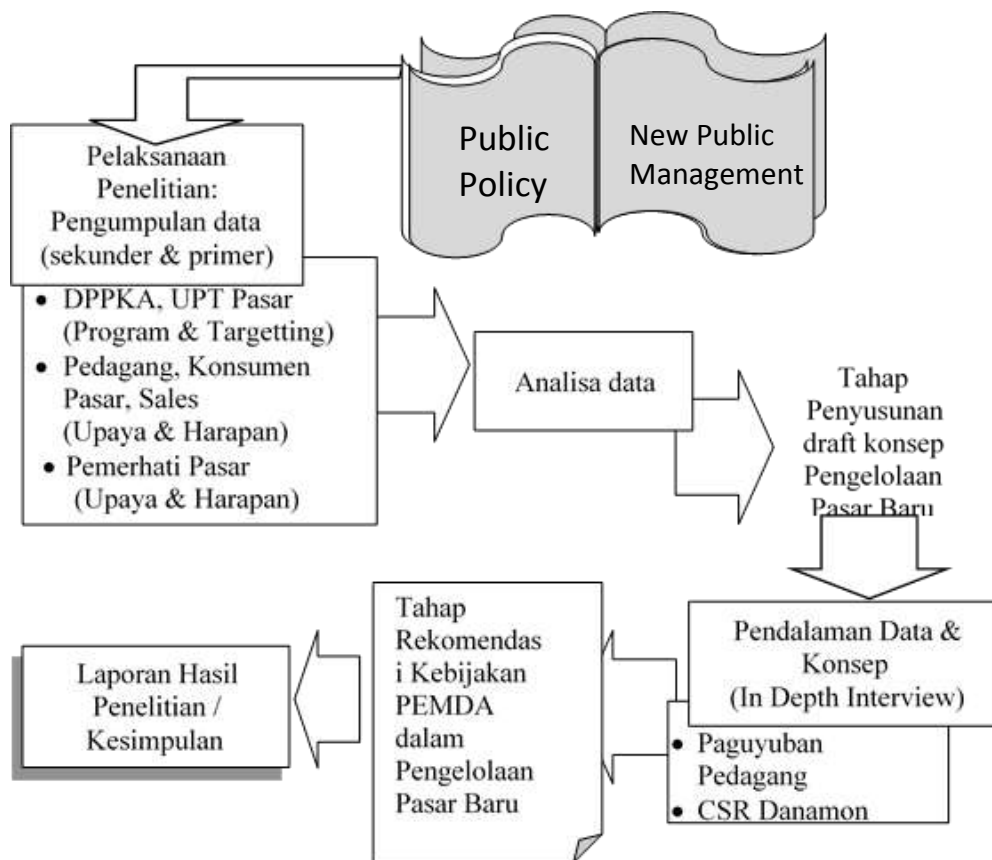 Public
Policy
New Public
Management
Pelaksanaan
Penelitian:
Pengumpulan data
(sekunder & primer)
• DPPKA, UPT Pasar
(Program & Targetting)
• Pedagang, Konsumen
Pasar, Sales
(Upaya & Harapan)
• Pemerhati Pasar
(Upaya & Harapan)
Analisa data
Tahap
Penyusunan
draft konsep
Pengelolaan
Pasar Baru
Pendalaman Data &
Konsep
(In Depth Interview)
• Paguyuban
Pedagang
• CSR Danamon
Tahap
Rekomendas
i Kebijakan
PEMDA
dalam
Pengelolaan
Pasar Baru
Laporan Hasil
Penelitian /
Kesimpulan